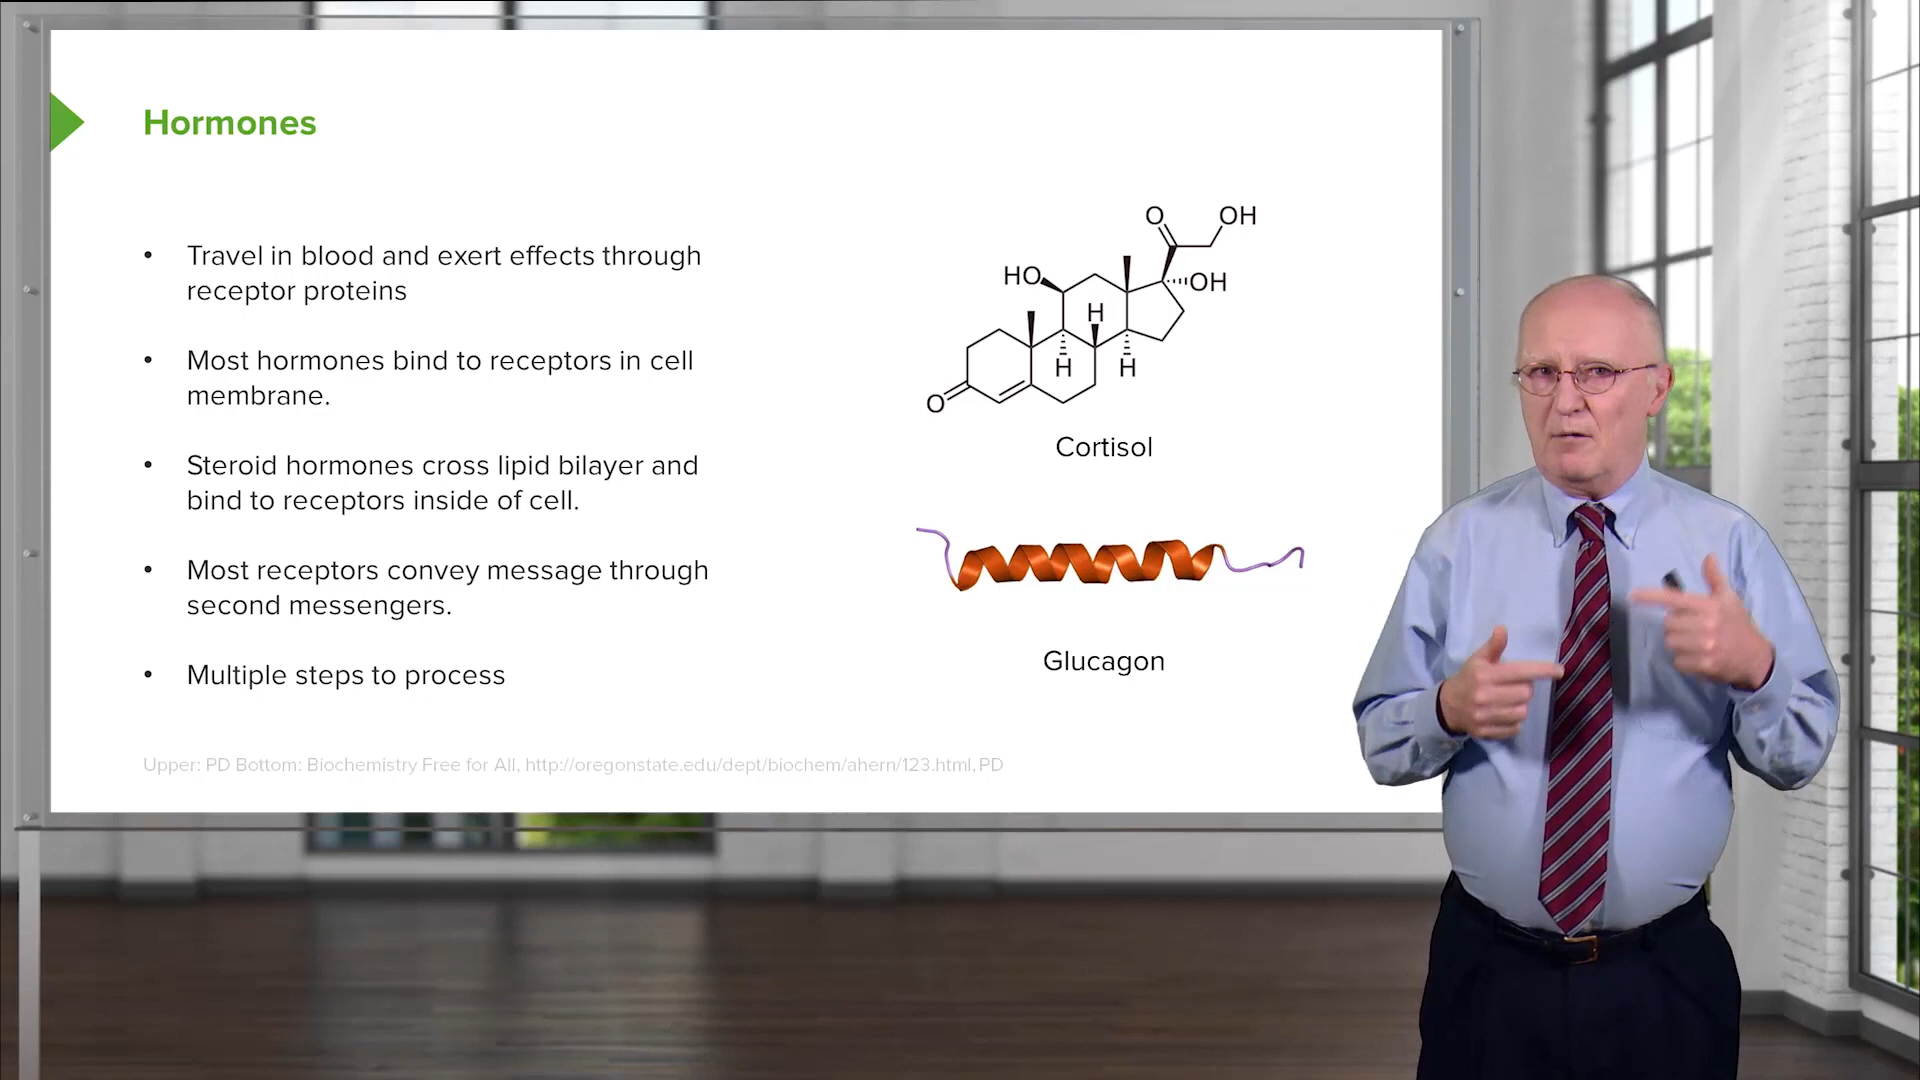 Hormones
• Travel in blood and exert effects through
receptor proteins
• Most hormones bind to receptors in cell
membrane.
• Steroid hormones cross lipid bilayer and
bind to receptors inside of cell.
• Most receptors convey message through
second messengers.
• Multiple steps to process
O OH
HO OH
H
H H
O
Cortisol
Glucagon
Upper: PD Bottom: Biochemistry Free for All, http://oregonstate.edu/dept/biochem/ahern/123.html, PD